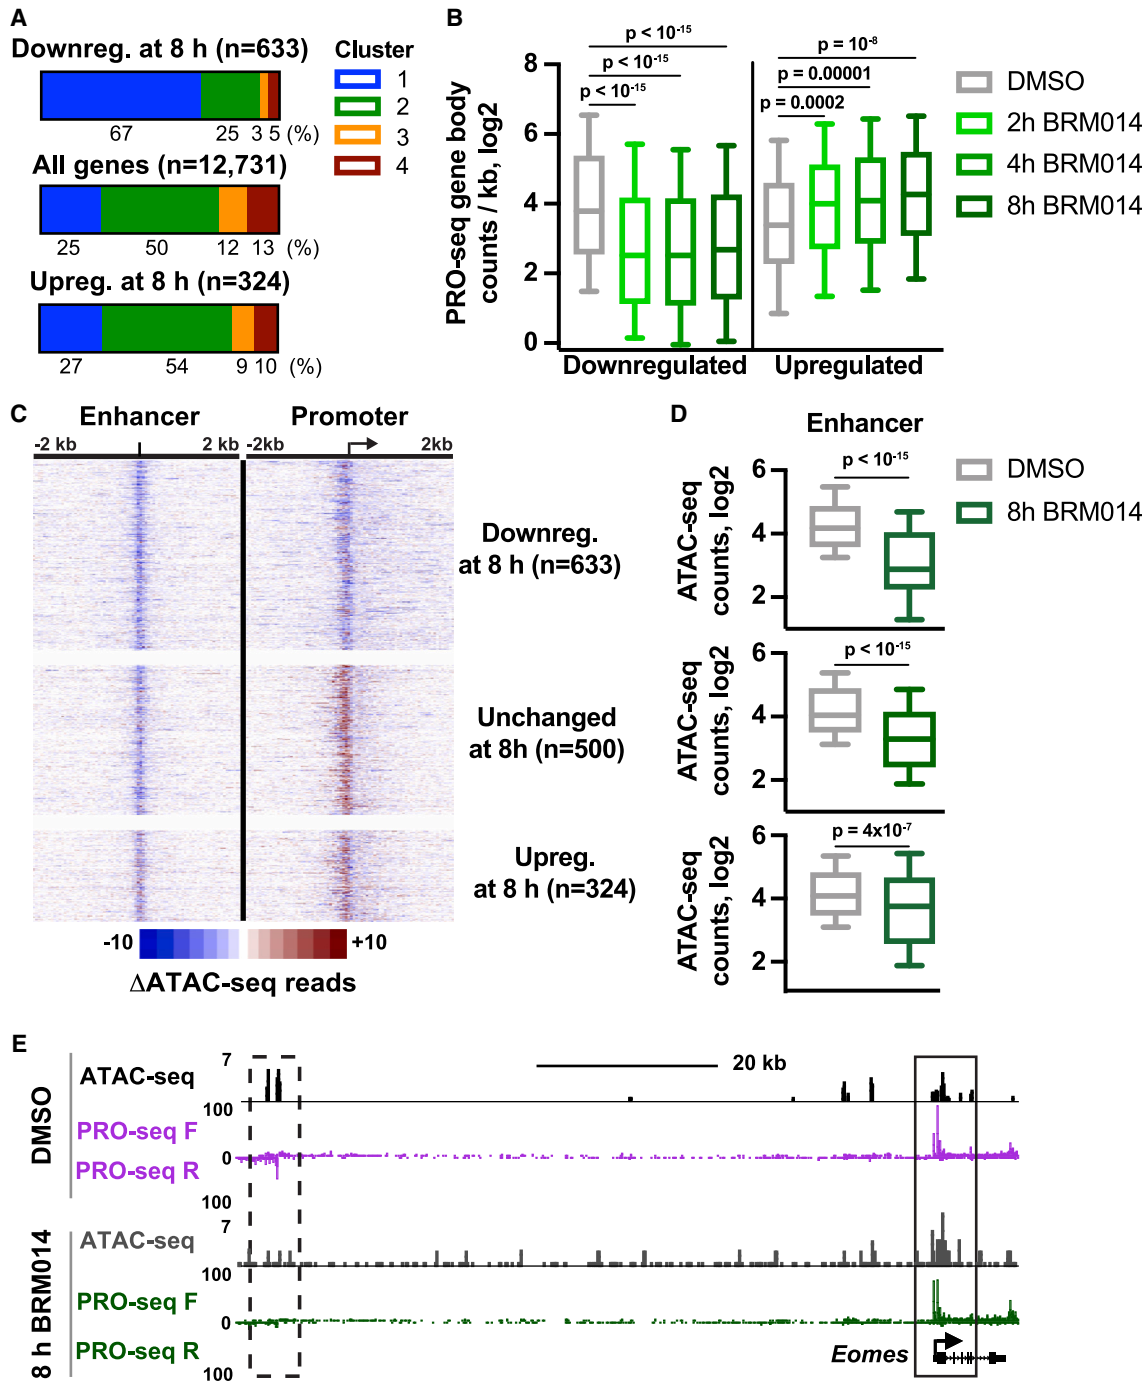 A
Downreg. at 8 h (n=633)
67 25 3 5 (%)
All genes (n=12,731)
25 50 12 13 (%)
Upreg. at 8 h (n=324)
27 54 9 10 (%)
Cluster
1
2
3
4
B
PRO-seq gene body
counts / kb, log2
8
6
4
2
0
p < 10-15
p < 10-15
p < 10-15
p = 10-8
p = 0.00001
p = 0.0002
Downregulated
Upregulated
DMSO
2h BRM014
4h BRM014
8h BRM014
C
Enhancer
Promoter
-2 kb 2 kb
-2kb 2kb
Downreg.
at 8 h (n=633)
Unchanged
at 8h (n=500)
Upreg.
at 8 h (n=324)
-10 +10
ΔATAC-seq reads
D
Enhancer
ATAC-seq
counts, log2
6
4
2
p < 10-15
DMSO
8h BRM014
ATAC-seq
counts, log2
6
4
2
p < 10-15
ATAC-seq
counts, log2
6
4
2
p = 4x10-7
E
20 kb
DMSO
ATAC-seq
7
PRO-seq F
100
0
PRO-seq R
100
8 h BRM014
ATAC-seq
7
PRO-seq F
100
0
PRO-seq R
100
Eomes